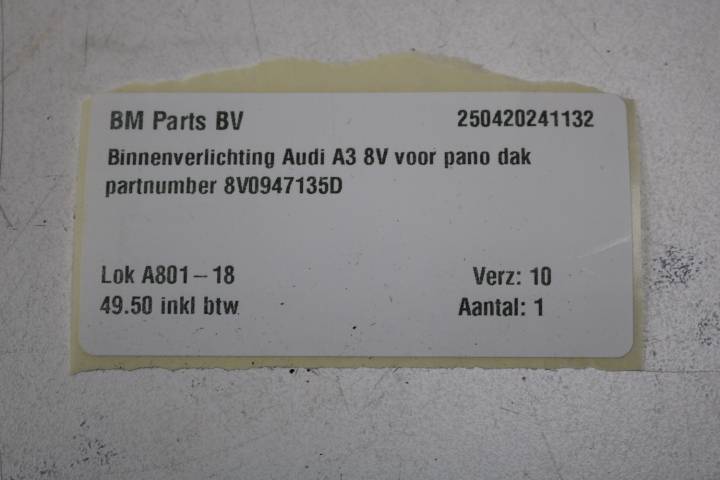 BM Parts BV 250420241132
Binnenverlichting Audi A3 8V voor pano dak
partnumber 8V0947135D
Lok A801-18 Verz: 10
49.50 inkl btw Aantal: 1